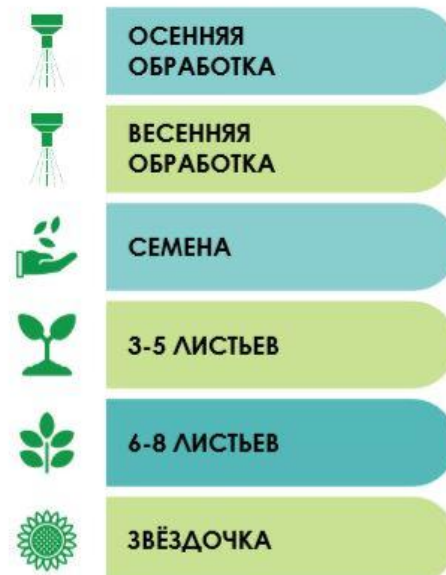 ОСЕННЯЯ
ОБРАБОТКА
ВЕСЕННЯЯ
ОБРАБОТКА
СЕМЕНА
3-5 ЛИСТЬЕВ
6-8 ЛИСТЬЕВ
ЗВЁЗДОЧКА